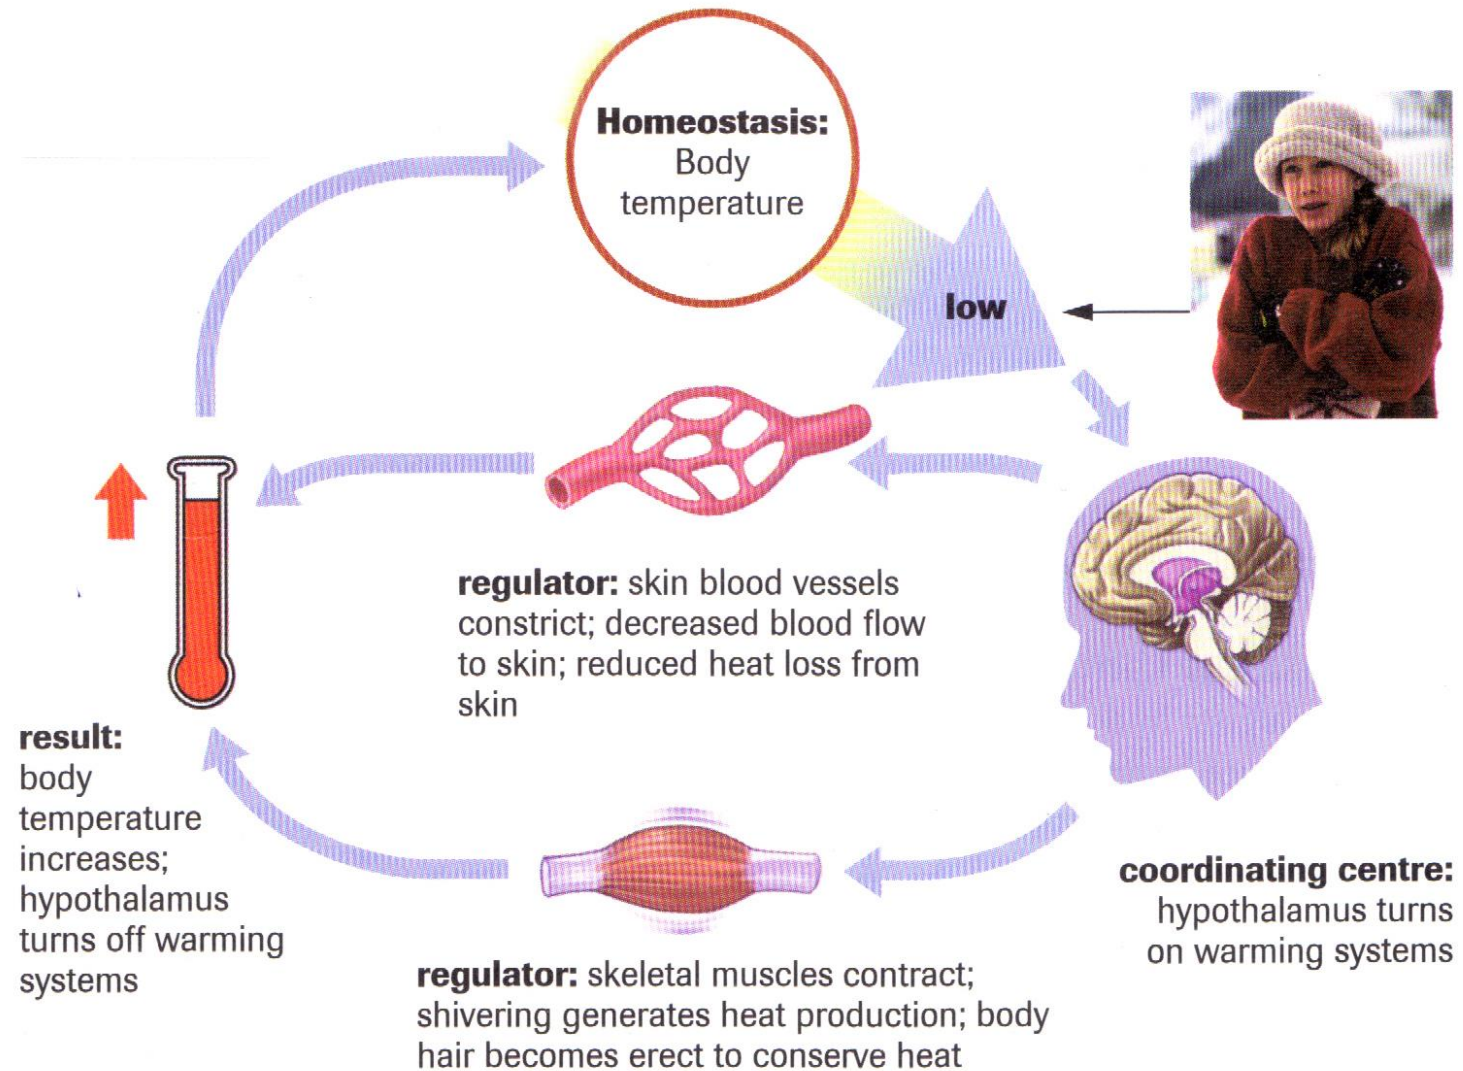 Homeostasis:
Body
temperature
low
regulator: skin blood vessels
constrict; decreased blood flow
to skin; reduced heat loss from
skin
result:
body
temperature
increases;
hypothalamus
turns off warming
systems
coordinating centre:
hypothalamus turns
on warming systems
regulator: skeletal muscles contract;
shivering generates heat production; body
hair becomes erect to conserve heat